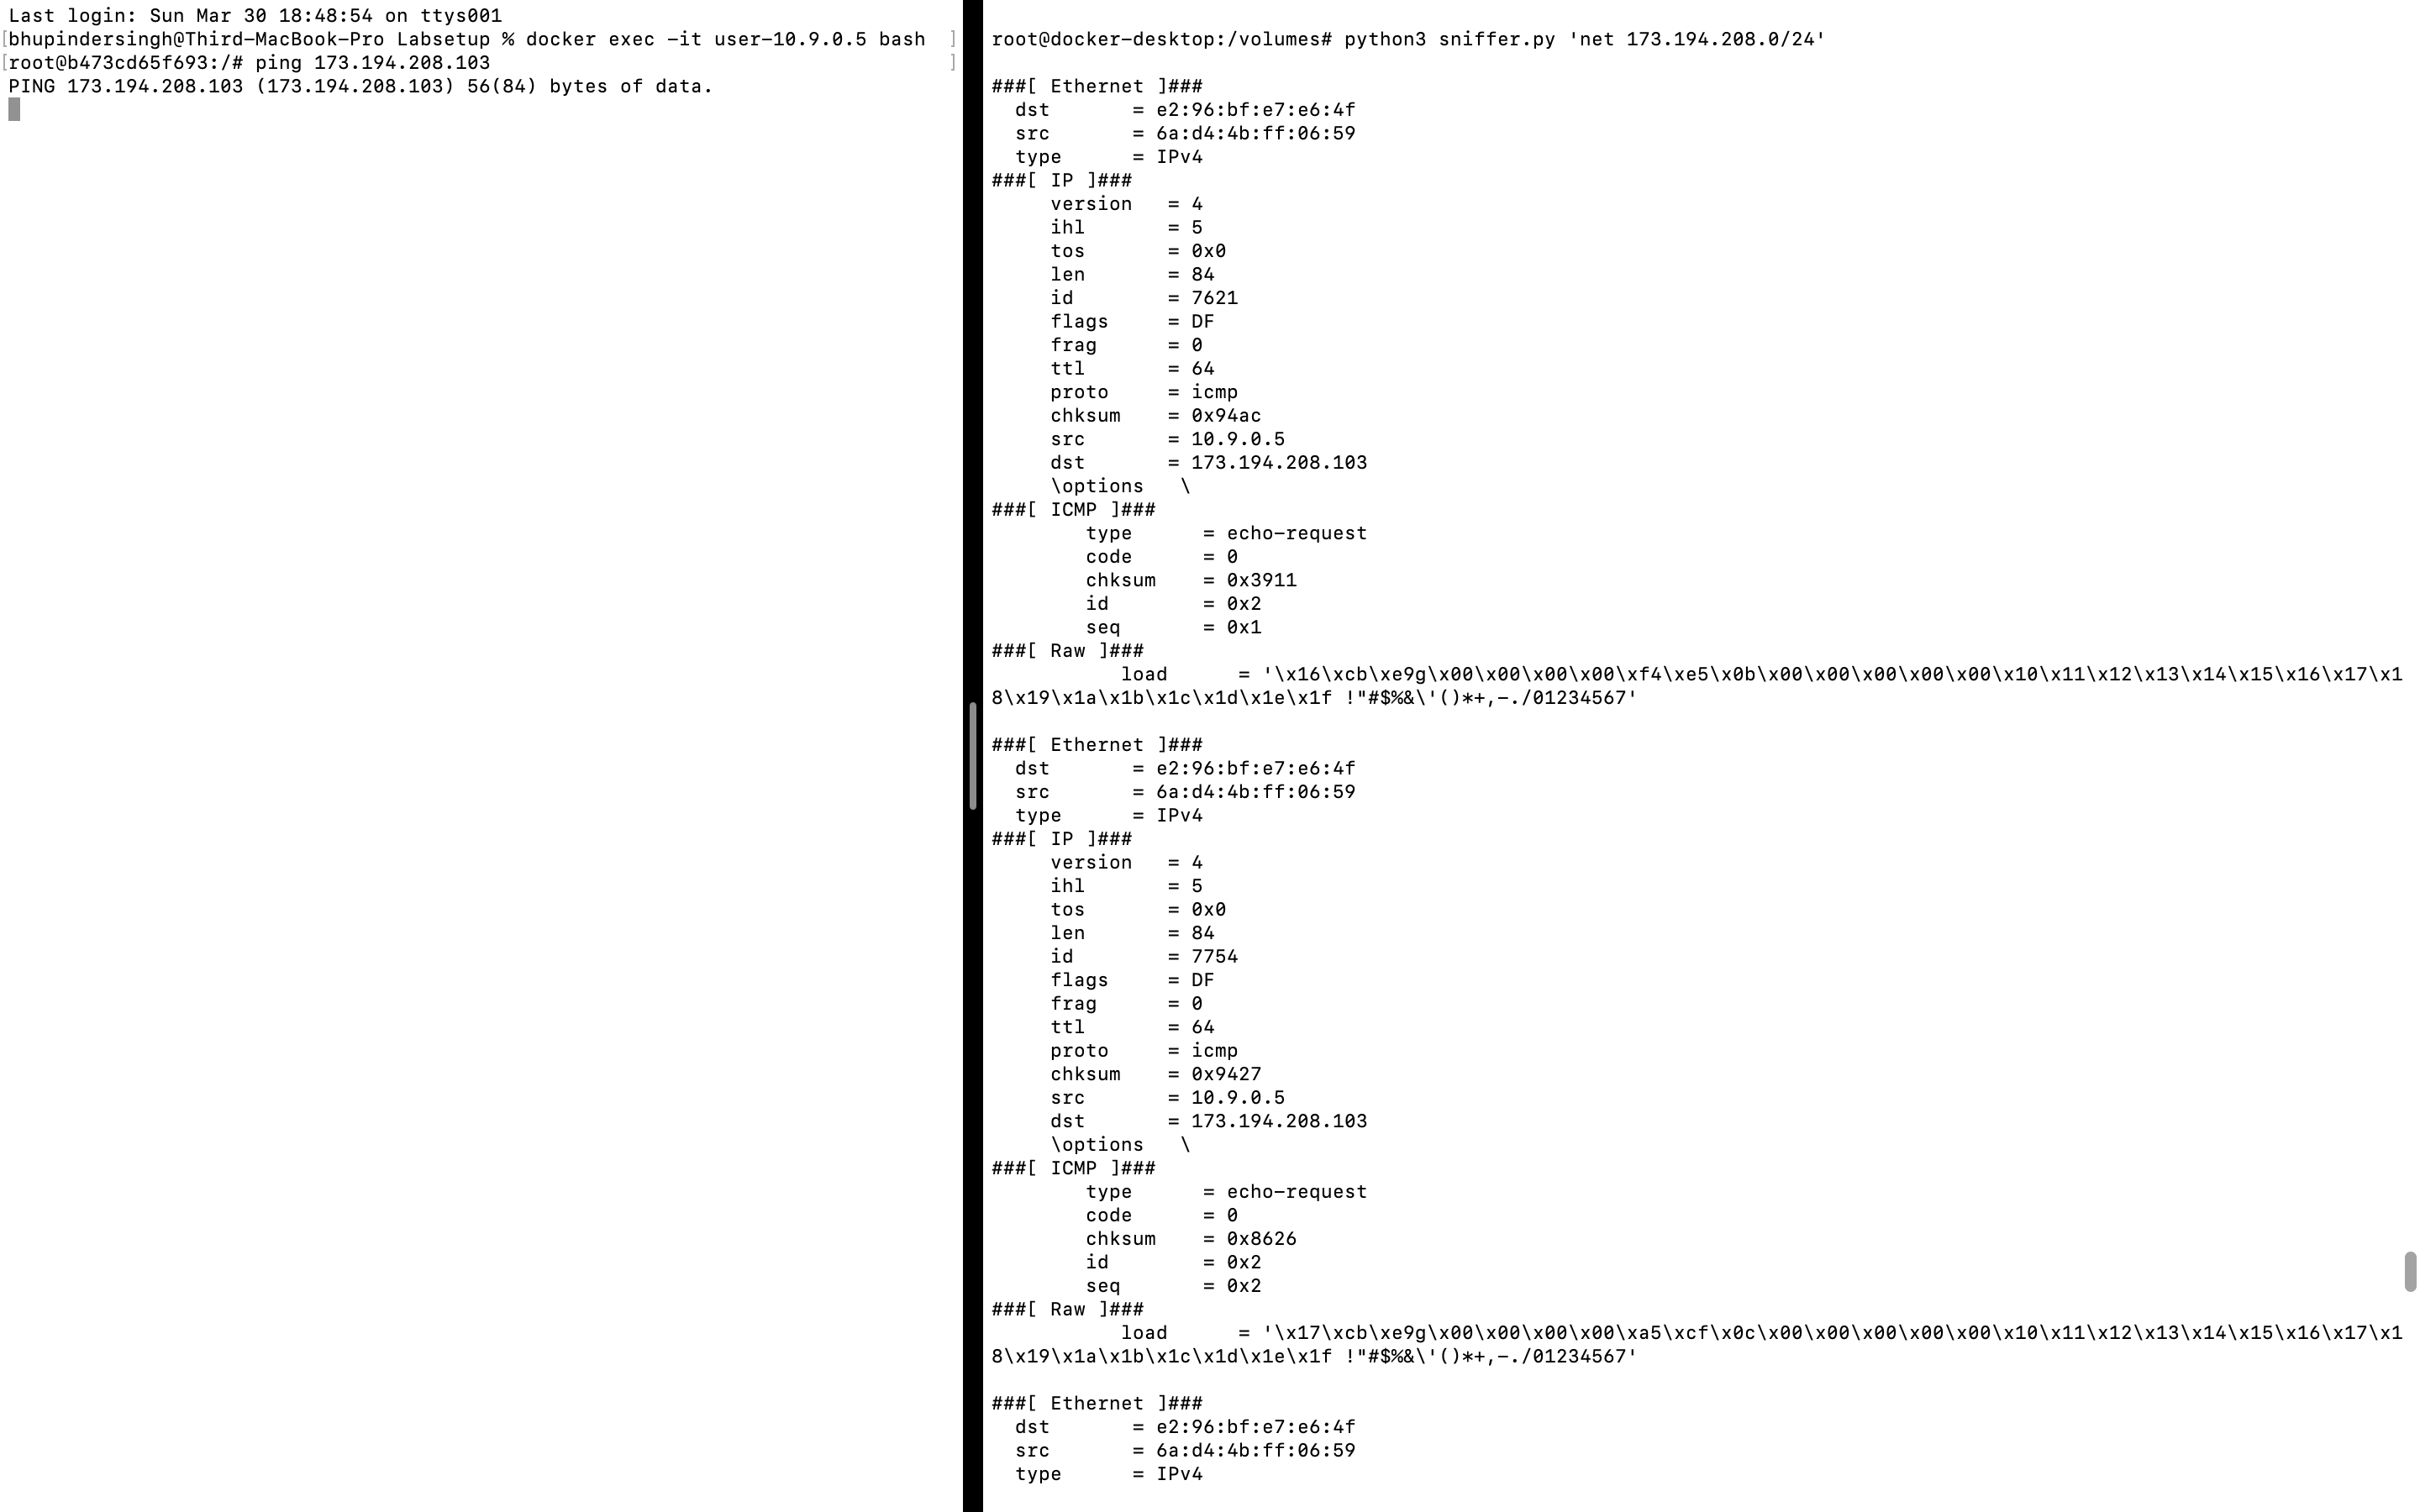 Last login: Sun Mar 30 18:48:54 on ttys001
[bhupindersingh@Third-MacBook-Pro Labsetup % docker exec -it user-10.9.0.5 bash ]
[root@b473cd65f693:/# ping 173.194.208.103 ]
PING 173.194.208.103 (173.194.208.103) 56(84) bytes of data.
root@docker-desktop:/volumes# python3 sniffer.py 'net 173.194.208.0/24'
###[ Ethernet ]###
  dst       = e2:96:bf:e7:e6:4f
  src       = 6a:d4:4b:ff:06:59
  type      = IPv4
###[ IP ]###
     version   = 4
     ihl       = 5
     tos       = 0x0
     len       = 84
     id        = 7621
     flags     = DF
     frag      = 0
     ttl       = 64
     proto     = icmp
     chksum    = 0x94ac
     src       = 10.9.0.5
     dst       = 173.194.208.103
     \options   \
###[ ICMP ]###
        type      = echo-request
        code      = 0
        chksum    = 0x3911
        id        = 0x2
        seq       = 0x1
###[ Raw ]###
           load      = '\x16\xcb\xe9g\x00\x00\x00\x00\xf4\xe5\x0b\x00\x00\x00\x00\x00\x10\x11\x12\x13\x14\x15\x16\x17\x1
8\x19\x1a\x1b\x1c\x1d\x1e\x1f !"#$%&\'()*+,-./01234567'
###[ Ethernet ]###
  dst       = e2:96:bf:e7:e6:4f
  src       = 6a:d4:4b:ff:06:59
  type      = IPv4
###[ IP ]###
     version   = 4
     ihl       = 5
     tos       = 0x0
     len       = 84
     id        = 7754
     flags     = DF
     frag      = 0
     ttl       = 64
     proto     = icmp
     chksum    = 0x9427
     src       = 10.9.0.5
     dst       = 173.194.208.103
     \options   \
###[ ICMP ]###
        type      = echo-request
        code      = 0
        chksum    = 0x8626
        id        = 0x2
        seq       = 0x2
###[ Raw ]###
           load      = '\x17\xcb\xe9g\x00\x00\x00\x00\xa5\xcf\x0c\x00\x00\x00\x00\x00\x10\x11\x12\x13\x14\x15\x16\x17\x1
8\x19\x1a\x1b\x1c\x1d\x1e\x1f !"#$%&\'()*+,-./01234567'
###[ Ethernet ]###
  dst       = e2:96:bf:e7:e6:4f
  src       = 6a:d4:4b:ff:06:59
  type      = IPv4